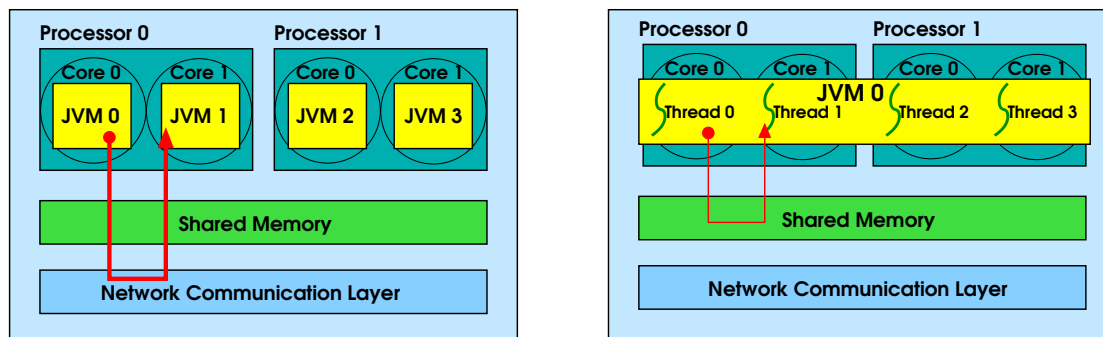 Processor 0 Processor 1
Core 0 Core 1 Core 0 Core 1
JVM 0 JVM 1 JVM 2 JVM 3
Shared Memory
Network Communication Layer
Processor 0 Processor 1
Core 0 Core 1 Core 0 Core 1
JVM 0
Thread 0 Thread 1 Thread 2 Thread 3
Shared Memory
Network Communication Layer